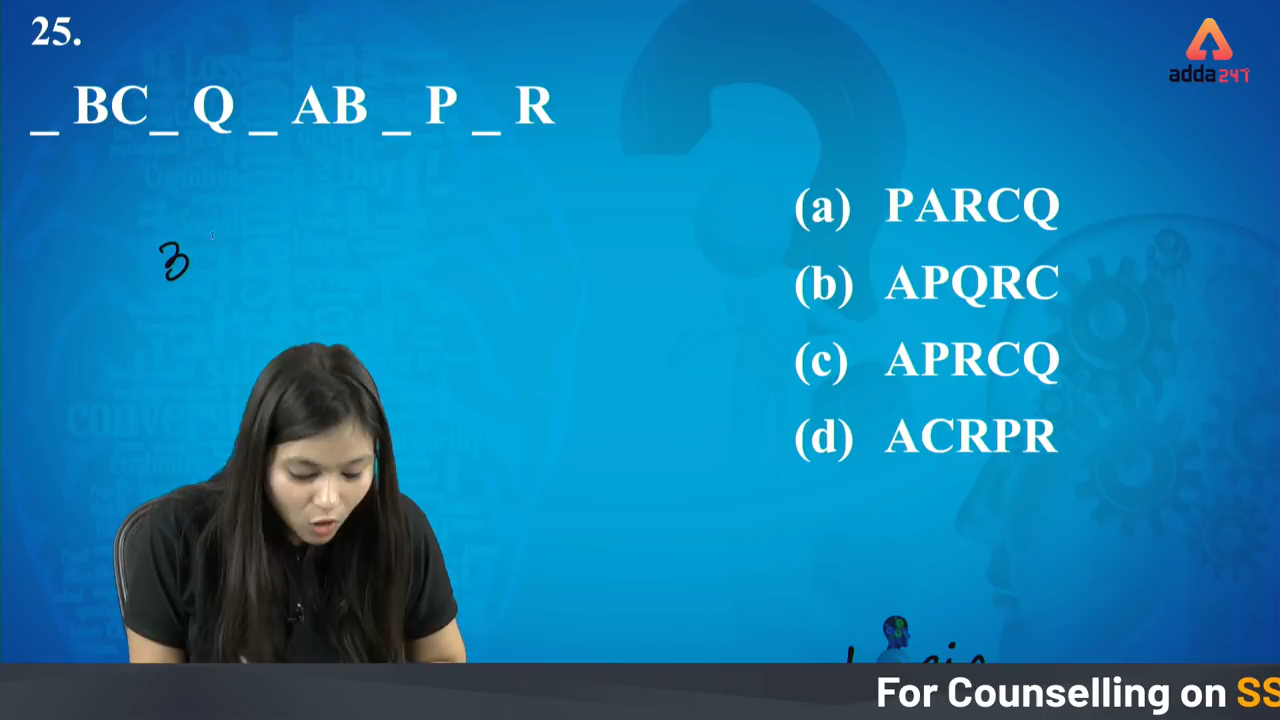 25.
_ BC _ Q _ AB _ P _ R
adda247
(a) PARCQ
(b) APQRC
(c) APRCQ
(d) ACRPR
3
For Counselling on SS